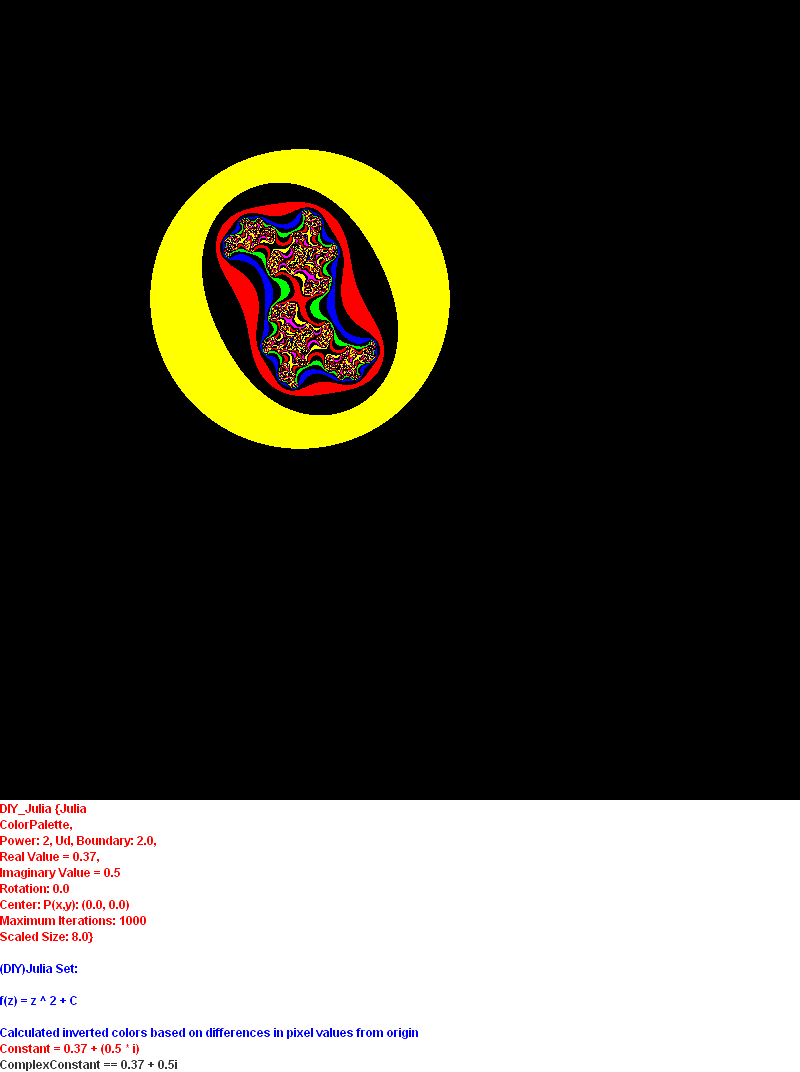 DIY_Julia {Julia
ColorPalette,
Power: 2, Ud, Boundary: 2.0,
Real Value = 0.37,
Imaginary Value = 0.5
Rotation: 0.0
Center: P(x,y): (0.0, 0.0)
Maximum Iterations: 1000
Scaled Size: 8.0}
(DIY)Julia Set:
f(z) = z ^ 2 + C
Calculated inverted colors based on differences in pixel values from origin
Constant = 0.37 + (0.5 * i)
ComplexConstant == 0.37 + 0.5i